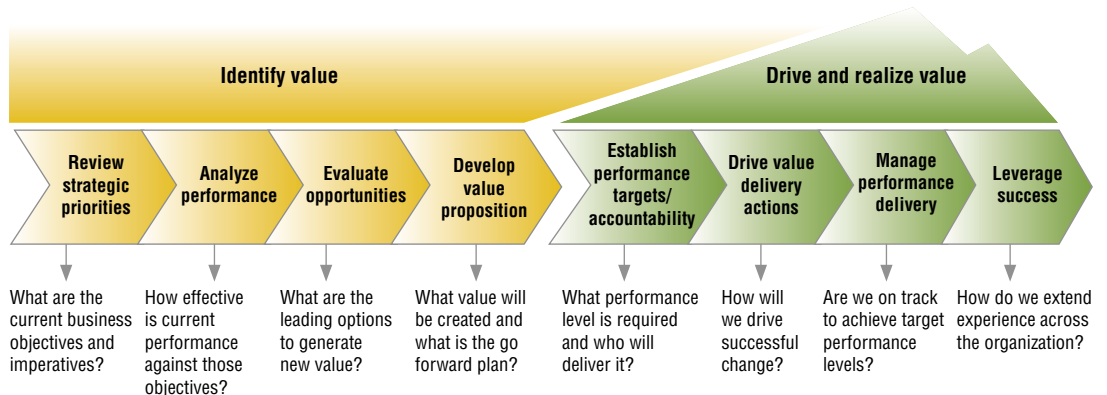 Identify value
Drive and realize value
Review
strategic
priorities
Analyze
performance
Evaluate
opportunities
Develop
value
proposition
Establish
performance
targets/
accountability
Drive value
delivery
actions
Manage
performance
delivery
Leverage
success
What are the
current business
objectives and
imperatives?
How effective
is current
performance
against those
objectives?
What are the
leading options
to generate
new value?
What value will
be created and
what is the go
forward plan?
What performance
level is required
and who will
deliver it?
How will
we drive
successful
change?
Are we on track
to achieve target
performance
levels?
How do we extend
experience across
the organization?